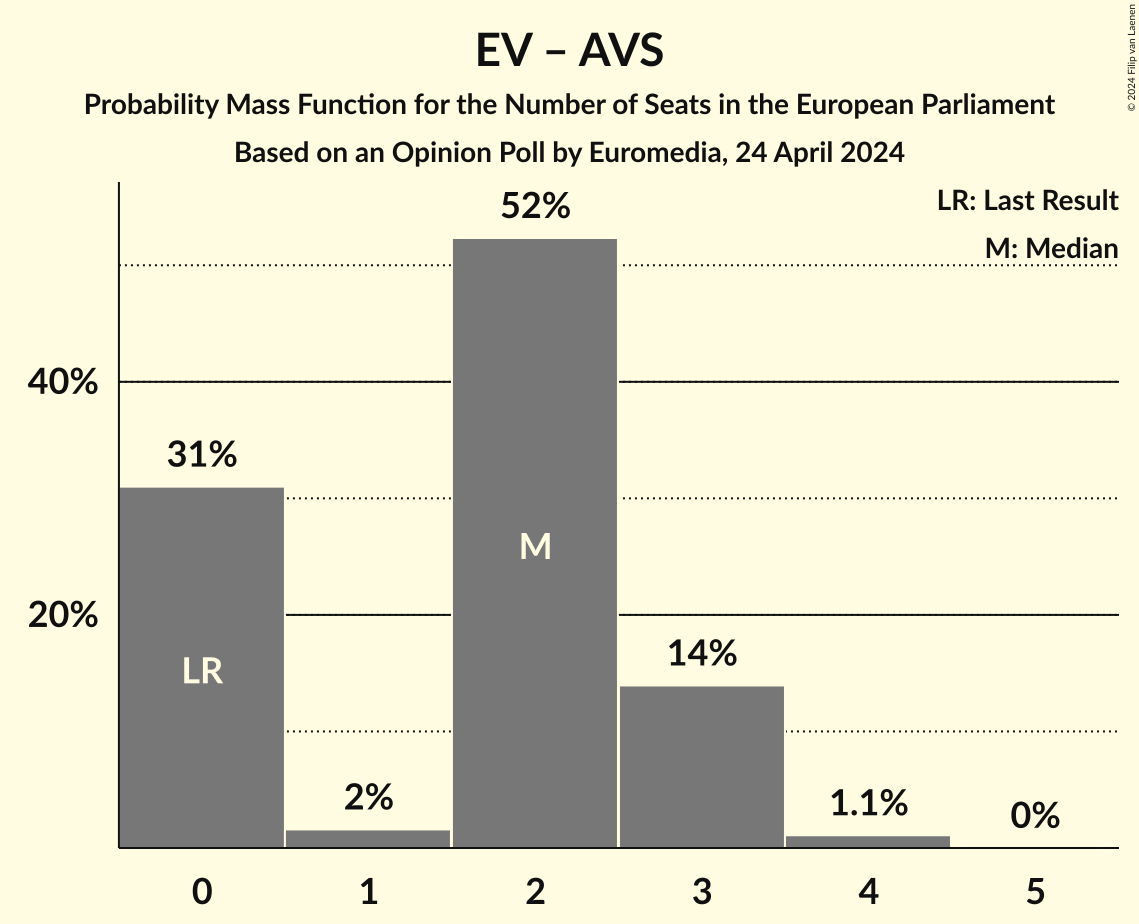 EV – AVS
Probability Mass Function for the Number of Seats in the European Parliament
Based on an Opinion Poll by Euromedia, 24 April 2024
© 2024 Filip van Laenen
LR: Last Result
M: Median
52%
40%
31%
M
20%
LR
14%
2%
1.1%
0%
0 1 2 3 4 5